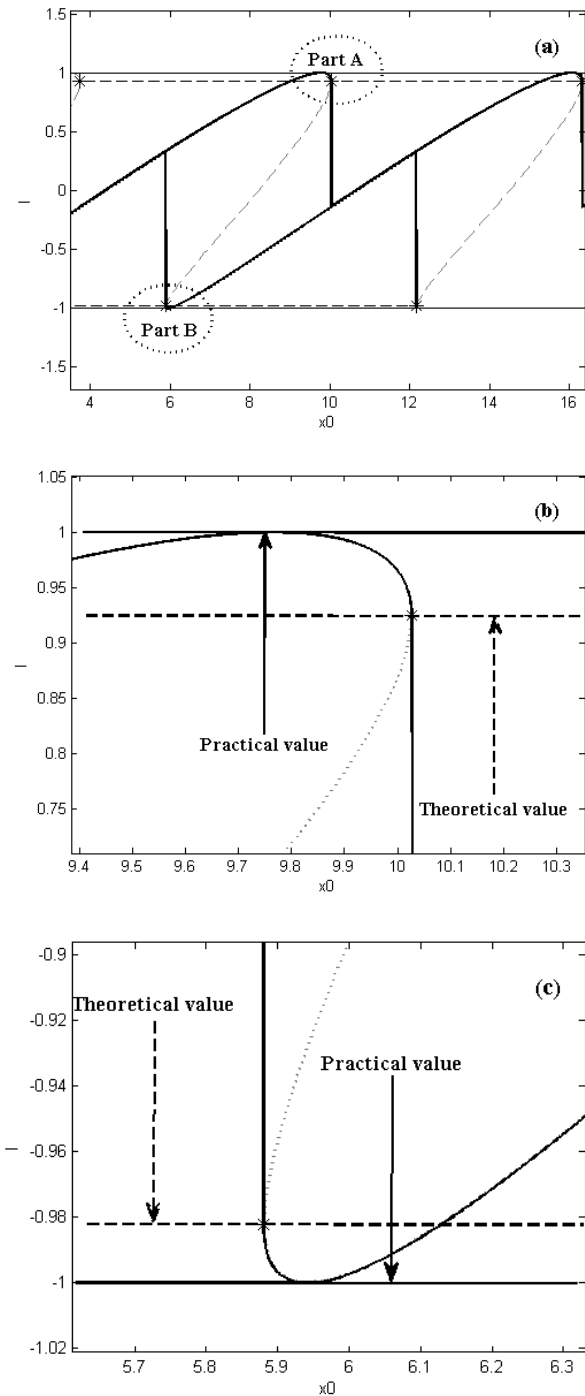 1.5
(a)
Part A
1
0.5
0
I
-0.5
-1
Part B
-1.5
4 6 8 10 12 14 16
x0
1.05
(b)
1
0.95
0.9
I
0.85
Practical value
0.8
Theoretical value
0.75
9.4 9.5 9.6 9.7 9.8 9.9 10 10.1 10.2 10.3
x0
-0.9
(c)
Theoretical value
-0.92
Practical value
-0.94
I
-0.96
-0.98
-1
-1.02
5.7 5.8 5.9 6 6.1 6.2 6.3
x0